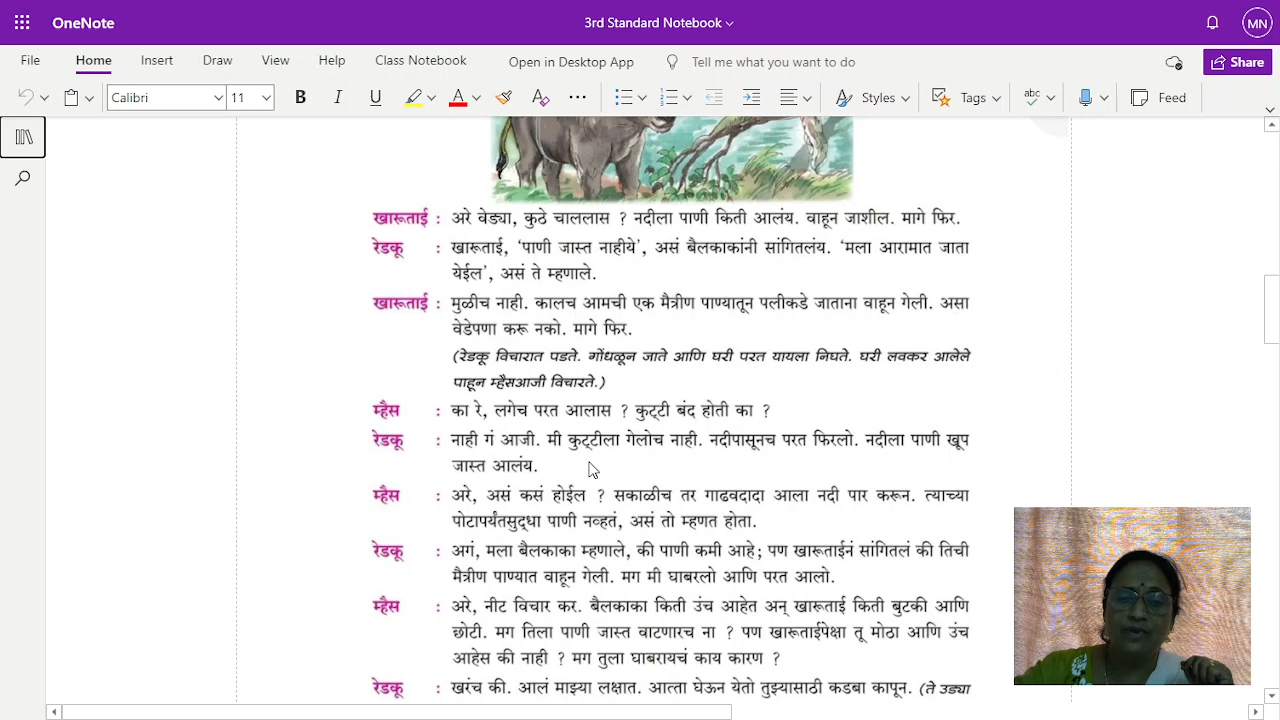 OneNote
3rd Standard Notebook
MN
File Home Insert Draw View Help Class Notebook Open in Desktop App Tell me what you want to do Share
Calibri 11 B I U A Styles Tags abc Feed
खारूताई : अरे वेड्या, कुठे चाललास ? नदीला पाणी किती आलंय. वाहून जाशील. मागे फिर.
रेडकू : खारूताई, ‘पाणी जास्त नाहीये’, असं बैलकाकांनी सांगितलंय. ‘मला आरामात जाता
येईल’, असं ते म्हणाले.
खारूताई : मुळीच नाही. कालच आमची एक मैत्रीण पाण्यातून पलीकडे जाताना वाहून गेली. असा
वेडेपणा करू नको. मागे फिर.
(रेडकू विचारात पडते. गोंधळून जाते आणि घरी परत यायला निघते. घरी लवकर आलेले
पाहून म्हैसआजी विचारते.)
म्हैस : का रे, लगेच परत आलास ? कुट्टी बंद होती का ?
रेडकू : नाही गं आजी. मी कुट्टीला गेलोच नाही. नदीपासूनच परत फिरलो. नदीला पाणी खूप
जास्त आलंय.
म्हैस : अरे, असं कसं होईल ? सकाळीच तर गाढवदादा आला नदी पार करून. त्याच्या
पोटापर्यंतसुद्धा पाणी नव्हतं, असं तो म्हणत होता.
रेडकू : अगं, मला बैलकाका म्हणाले, की पाणी कमी आहे; पण खारूताईनं सांगितलं की तिची
मैत्रीण पाण्यात वाहून गेली. मग मी घाबरलो आणि परत आलो.
म्हैस : अरे, नीट विचार कर. बैलकाका किती उंच आहेत अन् खारूताई किती बुटकी आणि
छोटी. मग तिला पाणी जास्त वाटणारच ना ? पण खारूताईपेक्षा तू मोठा आणि उंच
आहेस की नाही ? मग तुला घाबरायचं काय कारण ?
रेडकू : खरंच की. आलं माझ्या लक्षात. आत्ता घेऊन येतो तुझ्यासाठी कडबा कापून. (ते उड्या